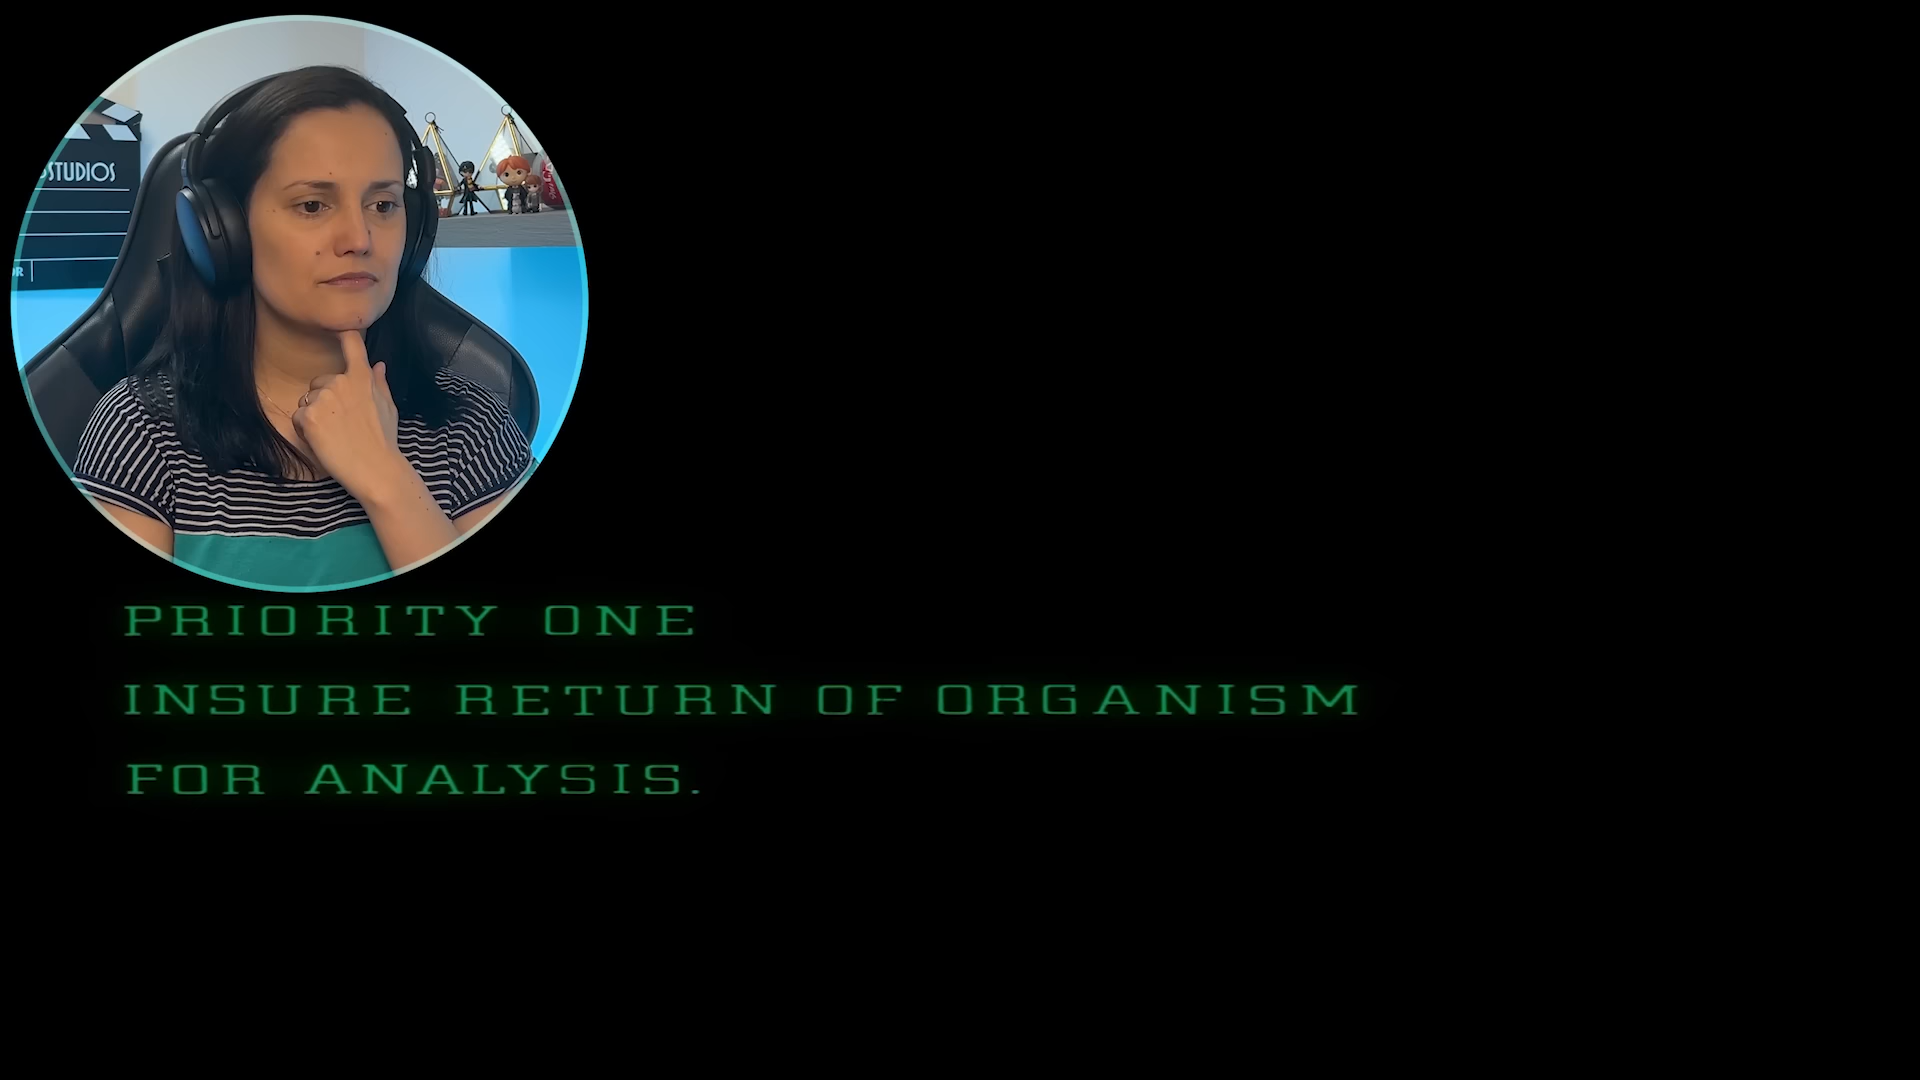 STUDIOS
PRIORITY ONE
INSURE RETURN OF ORGANISM
FOR ANALYSIS.